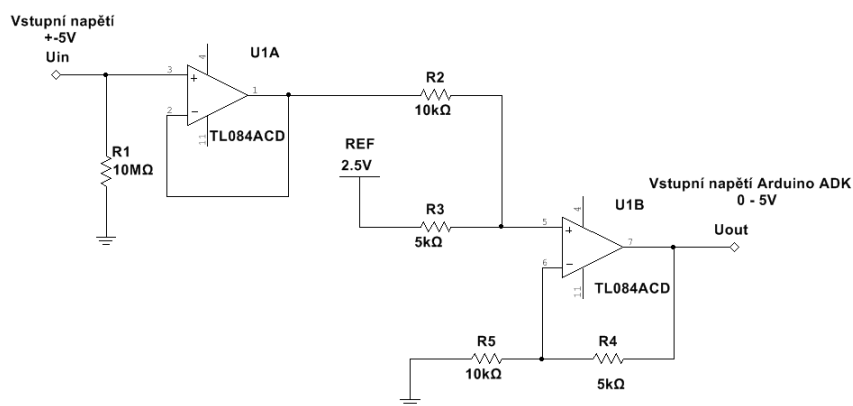 Vstupní napětí
+-5V
Uin
U1A
4
3
1
2
11
TL084ACD
R1
10MΩ
R2
10kΩ
REF
2.5V
R3
5kΩ
Vstupní napětí Arduino ADK
0 - 5V
Uout
U1B
4
5
7
6
11
TL084ACD
R5
10kΩ
R4
5kΩ